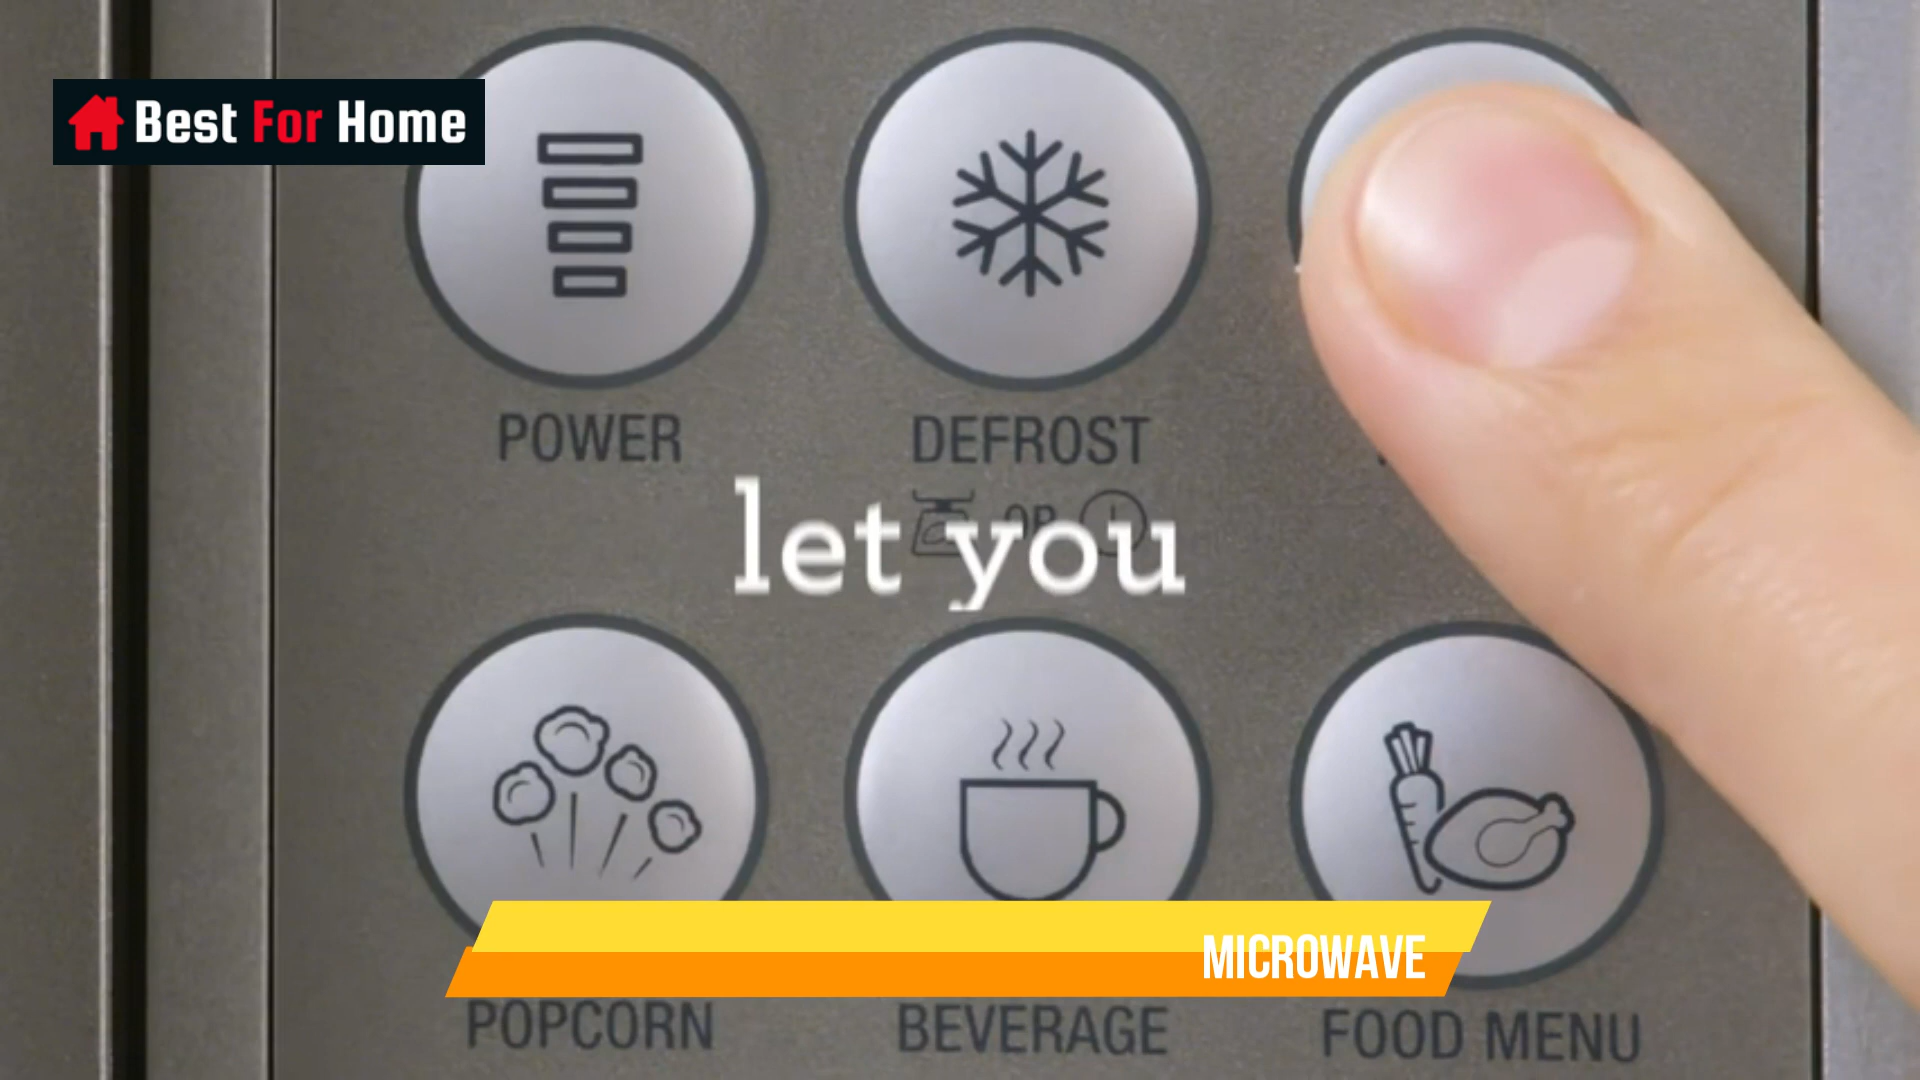 Best For Home
POWER
DEFROST
OR
let you
MICROWAVE
POPCORN
BEVERAGE
FOOD MENU